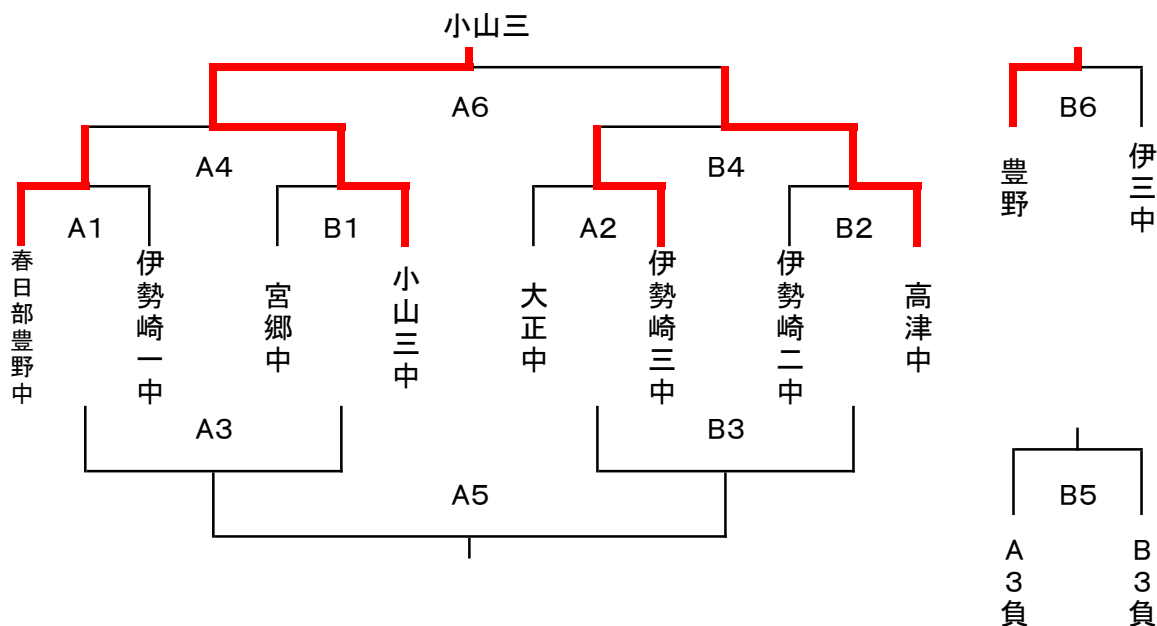 小山三
A6
B6
A4
B4
豊野
伊三中
A1
B1
A2
B2
春日部豊野中
伊勢崎一中
宮郷中
小山三中
大正中
伊勢崎三中
伊勢崎二中
高津中
A3
B3
A5
B5
A3負
B3負